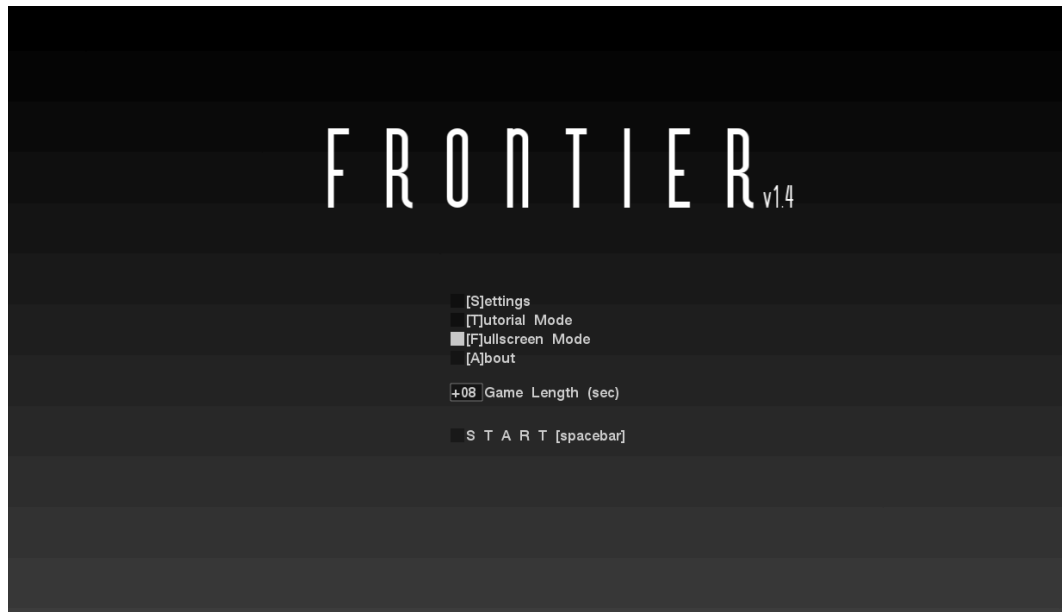 FRONTIER v1.4
[S]ettings
[T]utorial Mode
[F]ullscreen Mode
[A]bout
+08 Game Length (sec)
S T A R T [spacebar]